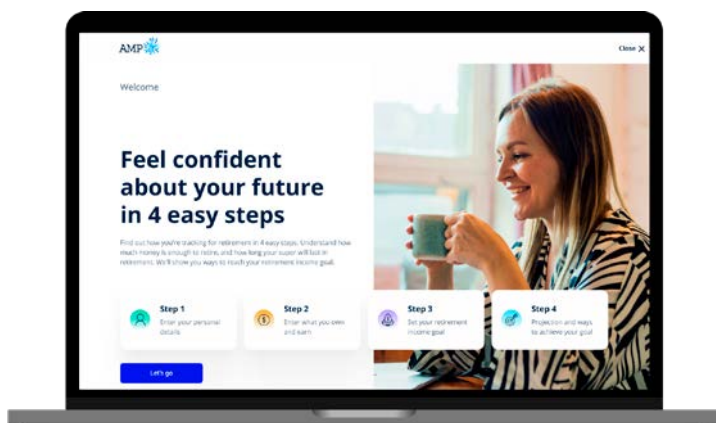 AMP
Close X
Welcome
Feel confident
about your future
in 4 easy steps
Find out how you're tracking for retirement in 4 easy steps. Understand how
much money is enough to retire, and how long your super will last in
retirement. We'll show you ways to reach your retirement income goal.
Step 1
Enter your personal
details
Step 2
Enter what you own
and earn
Step 3
Set your retirement
income goal
Step 4
Projection and ways
to achieve your goal
Let's go